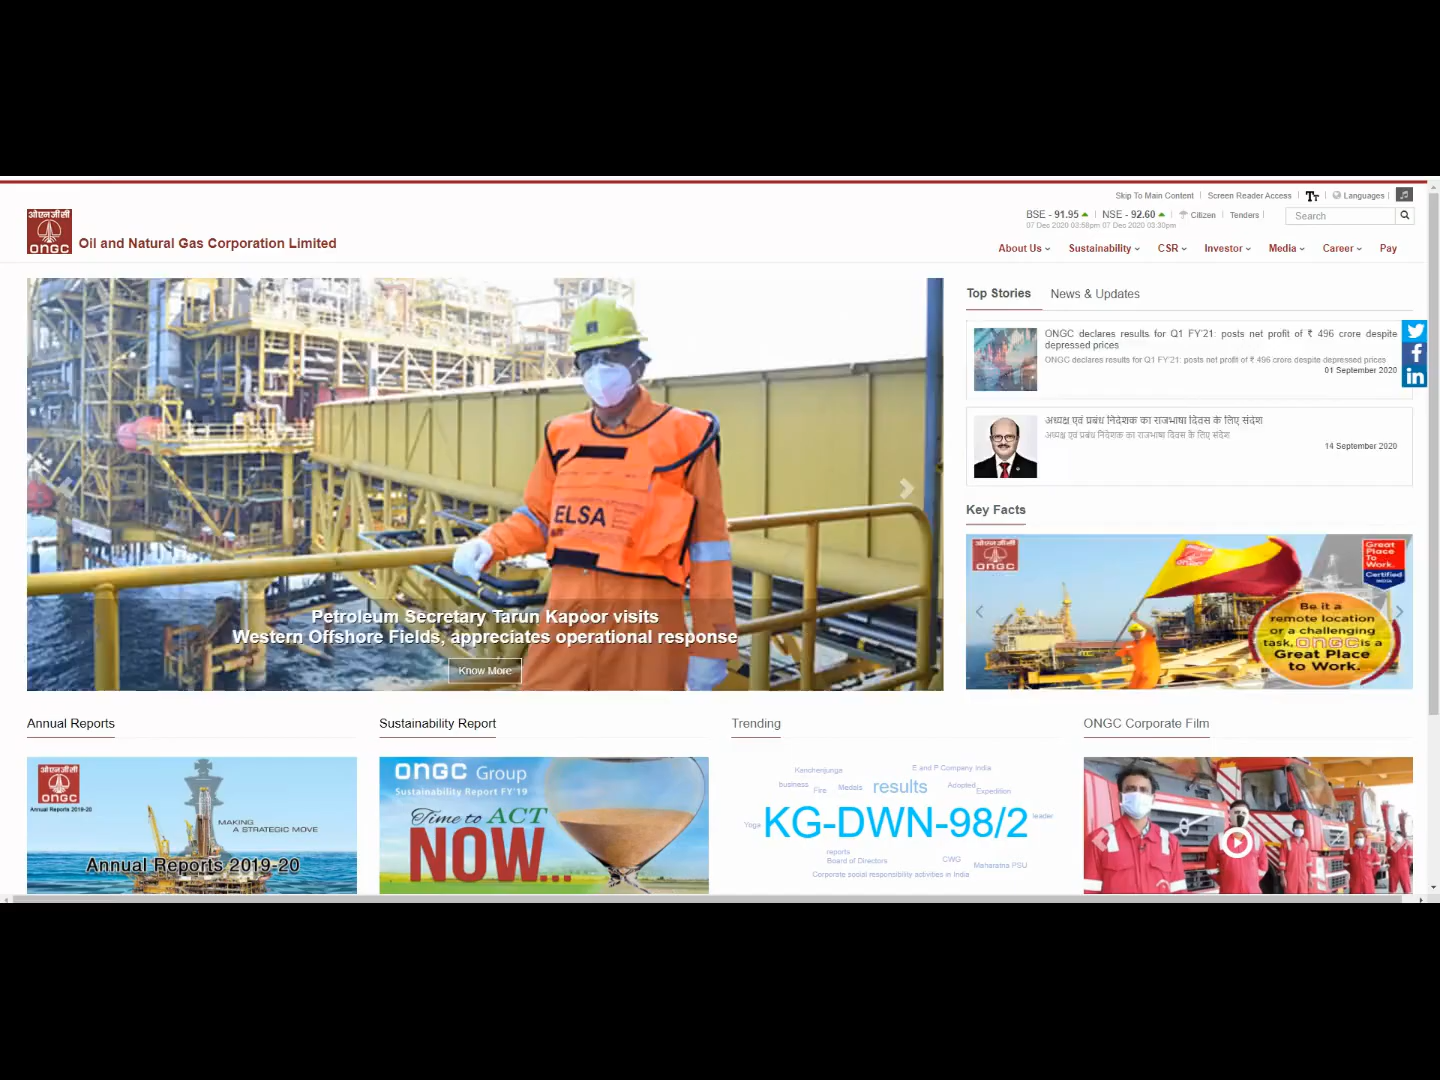 Skip To Main Content
Screen Reader Access
Languages
BSE - 91.95
NSE - 92.60
Citizen
Tenders
Search
07 Dec 2020 03:58pm 07 Dec 2020 03:30pm
ओएनजीसी
ONGC
Oil and Natural Gas Corporation Limited
About Us
Sustainability
CSR
Investor
Media
Career
Pay
ELSA
Petroleum Secretary Tarun Kapoor visits
Western Offshore Fields, appreciates operational response
Know More
Top Stories
News & Updates
ONGC declares results for Q1 FY'21: posts net profit of ₹ 496 crore despite
depressed prices
ONGC declares results for Q1 FY'21: posts net profit of ₹ 496 crore despite depressed prices
01 September 2020
अध्यक्ष एवं प्रबंध निदेशक का राजभाषा दिवस के लिए संदेश
अध्यक्ष एवं प्रबंध निदेशक का राजभाषा दिवस के लिए संदेश
14 September 2020
Key Facts
ओएनजीसी
ONGC
Great
Place
To
Work.
Certified
INDIA
Be it a
remote location
or a challenging
task, ONGC is a
Great Place
to Work.
Annual Reports
ओएनजीसी
ONGC
Annual Reports 2019-20
MAKING
A STRATEGIC MOVE
Annual Reports 2019-20
Sustainability Report
ONGC Group
Sustainability Report FY'19
Time to ACT
NOW...
Trending
Kanchenjunga
E and P Company India
business
Fire
Medals
results
Adopted
Expedition
Yoga
KG-DWN-98/2
leader
reports
Board of Directors
CWG
Maharatna PSU
Corporate social responsibility activities in India
ONGC Corporate Film